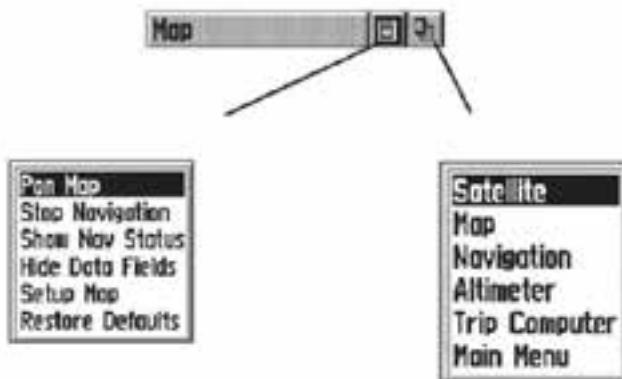 Map
Pan Map
Stop Navigation
Show Nav Status
Hide Data Fields
Setup Map
Restore Defaults
Satellite
Map
Navigation
Altimeter
Trip Computer
Main Menu